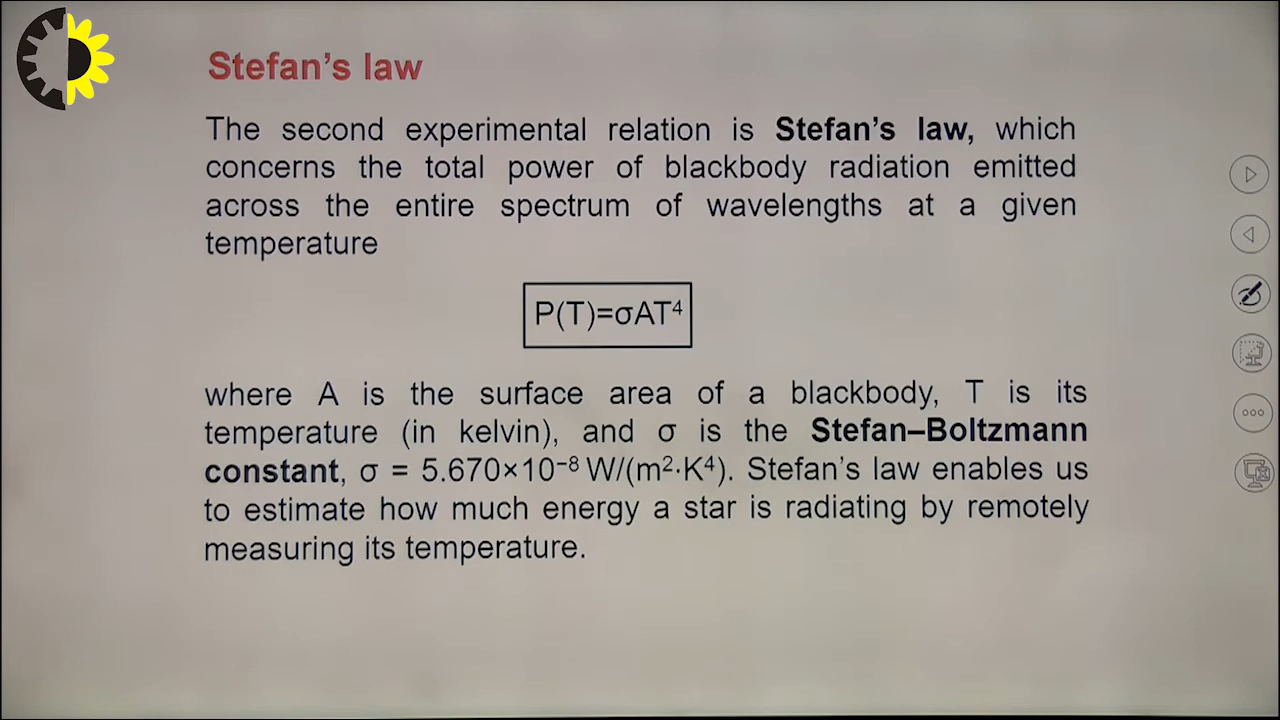 Stefan’s law
The second experimental relation is Stefan’s law, which
concerns the total power of blackbody radiation emitted
across the entire spectrum of wavelengths at a given
temperature
P(T)=σAT⁴
where A is the surface area of a blackbody, T is its
temperature (in kelvin), and σ is the Stefan–Boltzmann
constant, σ = 5.670×10⁻⁸ W/(m²·K⁴). Stefan’s law enables us
to estimate how much energy a star is radiating by remotely
measuring its temperature.